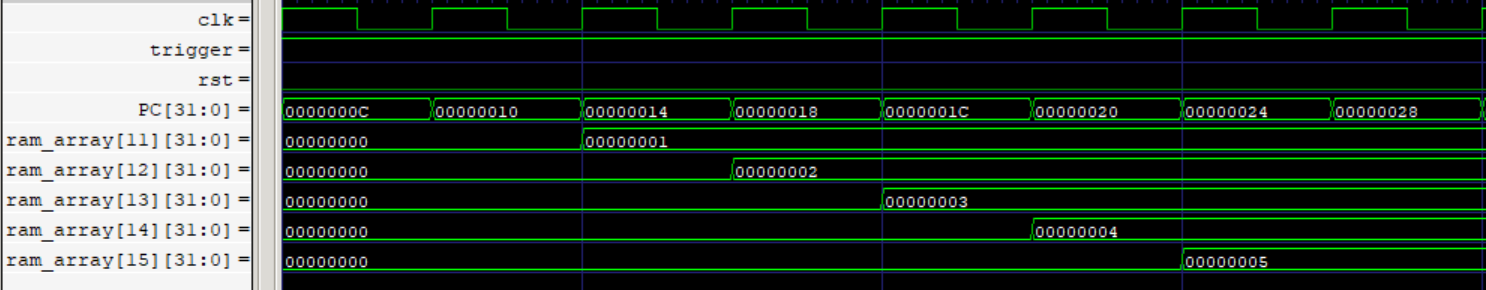 clk=
trigger=
rst=
PC[31:0]= 0000000C 00000010 00000014 00000018 0000001C 00000020 00000024 00000028
ram_array[11][31:0]= 00000000 00000001
ram_array[12][31:0]= 00000000 00000002
ram_array[13][31:0]= 00000000 00000003
ram_array[14][31:0]= 00000000 00000004
ram_array[15][31:0]= 00000000 00000005